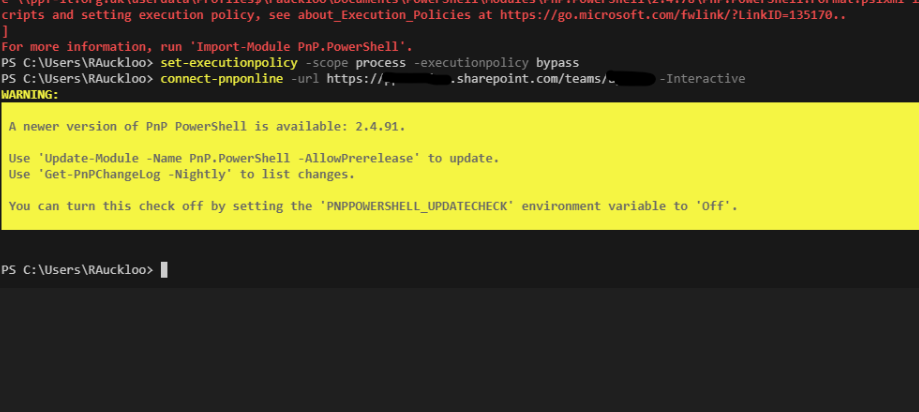 cripts and setting execution policy, see about_Execution_Policies at https://go.microsoft.com/fwlink/?LinkID=135170..
]
For more information, run 'Import-Module PnP.PowerShell'.
PS C:\Users\RAuckloo> set-executionpolicy -scope process -executionpolicy bypass
PS C:\Users\RAuckloo> connect-pnponline -url https:// .sharepoint.com/teams/ -Interactive
WARNING:
A newer version of PnP PowerShell is available: 2.4.91.
Use 'Update-Module -Name PnP.PowerShell -AllowPrerelease' to update.
Use 'Get-PnPChangeLog -Nightly' to list changes.
You can turn this check off by setting the 'PNPPOWERSHELL_UPDATECHECK' environment variable to 'Off'.
PS C:\Users\RAuckloo>